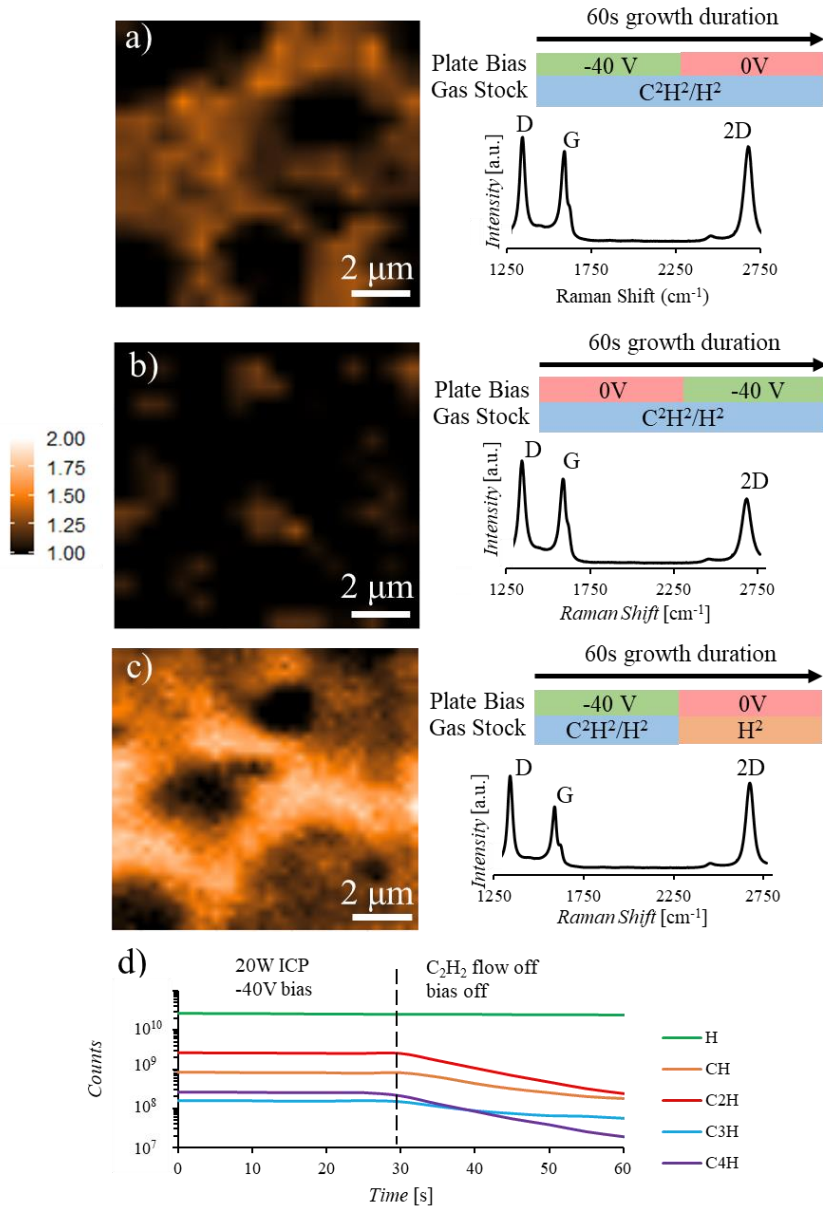 a)
60s growth duration
Plate Bias -40 V 0V
Gas Stock C²H²/H²
D G 2D
Intensity [a.u.]
1250 1750 2250 2750
Raman Shift (cm⁻¹)
2 μm
b)
60s growth duration
Plate Bias 0V -40 V
Gas Stock C²H²/H²
D G 2D
Intensity [a.u.]
1250 1750 2250 2750
Raman Shift [cm⁻¹]
2 μm
2.00
1.75
1.50
1.25
1.00
c)
60s growth duration
Plate Bias -40 V 0V
Gas Stock C²H²/H² H²
D G 2D
Intensity [a.u.]
1250 1750 2250 2750
Raman Shift [cm⁻¹]
2 μm
d)
20W ICP
-40V bias
C₂H₂ flow off
bias off
Counts
10¹⁰
10⁹
10⁸
10⁷
0 10 20 30 40 50 60
Time [s]
H
CH
C2H
C3H
C4H